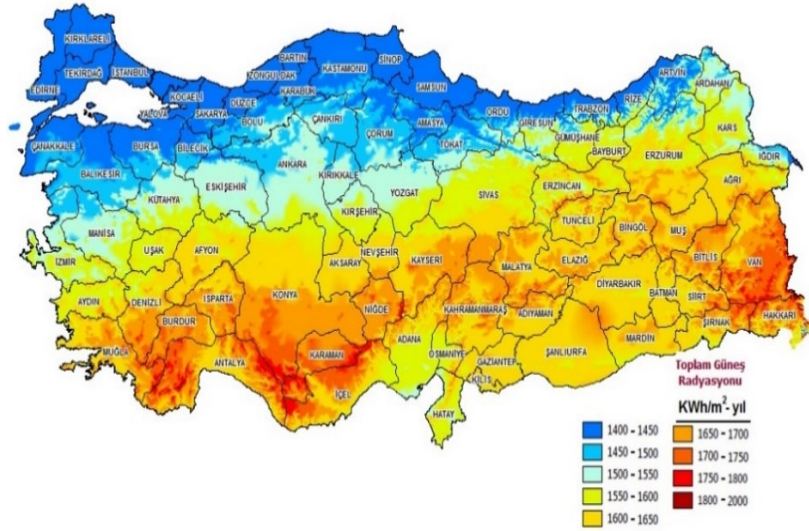 KIRKLARELİ
TEKİRDAĞ
İSTANBUL
EDİRNE
KOCAELİ
YALOVA
SAKARYA
DÜZCE
BOLU
ZONGULDAK
BARTIN
KARABÜK
KASTAMONU
SİNOP
SAMSUN
ÇANKIRI
ÇORUM
AMASYA
TOKAT
ORDU
GİRESUN
TRABZON
RİZE
ARTVİN
ARDAHAN
GÜMÜŞHANE
BAYBURT
KARS
IĞDIR
ERZURUM
AĞRI
ÇANAKKALE
BURSA
BİLECİK
BALIKESİR
KÜTAHYA
ESKİŞEHİR
ANKARA
KIRIKKALE
YOZGAT
KIRŞEHİR
SİVAS
ERZİNCAN
TUNCELİ
BİNGÖL
MUŞ
BİTLİS
VAN
MANİSA
İZMİR
UŞAK
AFYON
AKSARAY
NEVŞEHİR
KAYSERİ
MALATYA
ELAZIĞ
DİYARBAKIR
BATMAN
SİİRT
ŞIRNAK
HAKKARİ
AYDIN
DENİZLİ
ISPARTA
BURDUR
KONYA
NİĞDE
KAHRAMANMARAŞ
ADIYAMAN
MUĞLA
ANTALYA
KARAMAN
İÇEL
ADANA
OSMANİYE
GAZİANTEP
KİLİS
ŞANLIURFA
MARDİN
HATAY
Toplam Güneş
Radyasyonu
KWh/m²-yıl
1400 - 1450
1450 - 1500
1500 - 1550
1550 - 1600
1600 - 1650
1650 - 1700
1700 - 1750
1750 - 1800
1800 - 2000